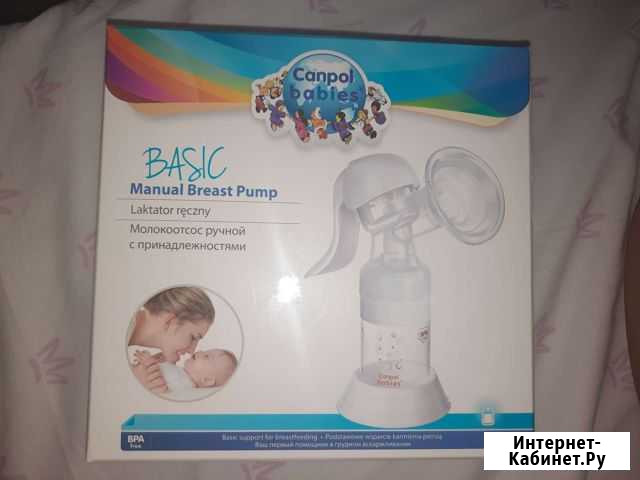 Canpol
babies
BASIC
Manual Breast Pump
Laktator ręczny
Молокоотсос ручной
с принадлежностями
Canpol
babies
BPA
free
Basic support for breastfeeding • Podstawowe wsparcie karmienia piersią
Ваш первый помощник в грудном вскармливании
Интернет-
Кабинет.Ру